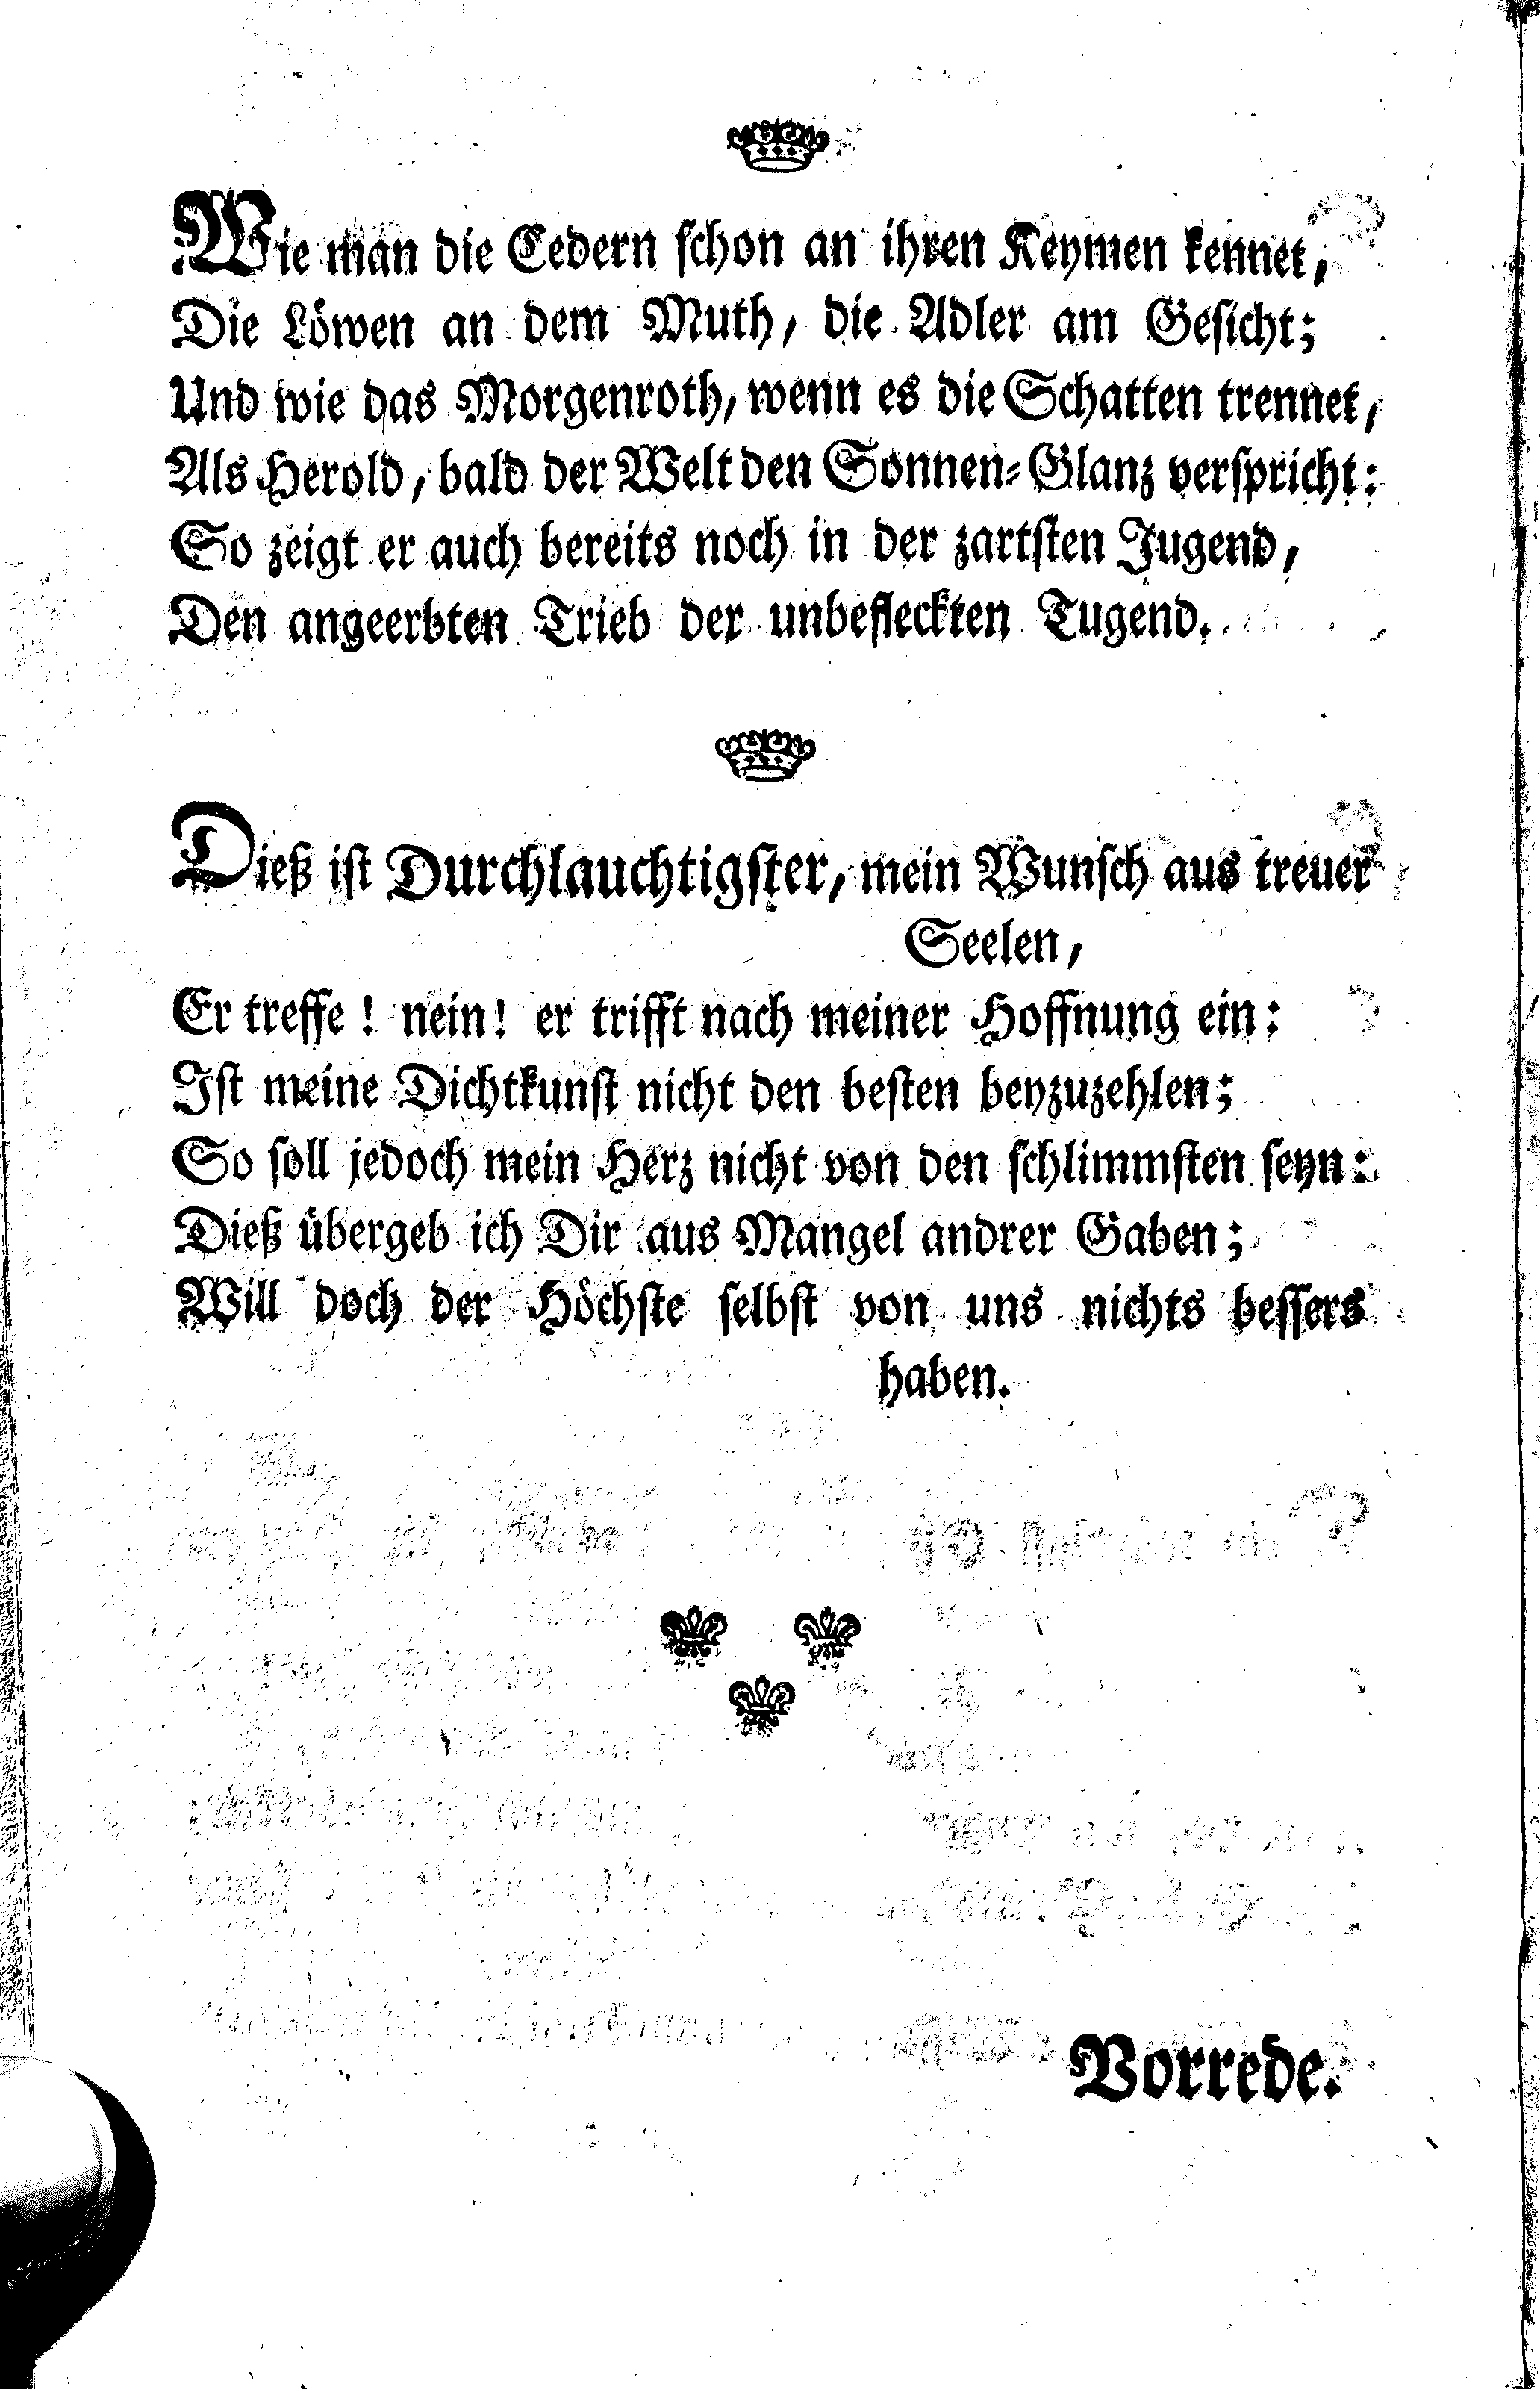 Wie man die Cedern schon an ihren Keymen kennet,
Die Löwen an dem Muth, die Adler am Gesicht;
Und wie das Morgenroth, wenn es die Schatten trennet,
Als Herold, bald der Welt den Sonnen-Glanz verspricht:
So zeigt er auch bereits noch in der zartsten Jugend,
Den angeerbten Trieb der unbefleckten Tugend.
Dieß ist Durchlauchtigster, mein Wunsch aus treuer
Seelen,
Er treffe! nein! er trifft nach meiner Hoffnung ein:
Ist meine Dichtkunst nicht den besten beyzuzehlen;
So soll jedoch mein Herz nicht von den schlimmsten seyn:
Dieß übergeb ich Dir aus Mangel andrer Gaben;
Will doch der Höchste selbst von uns nichts bessers
haben.
Vorrede.